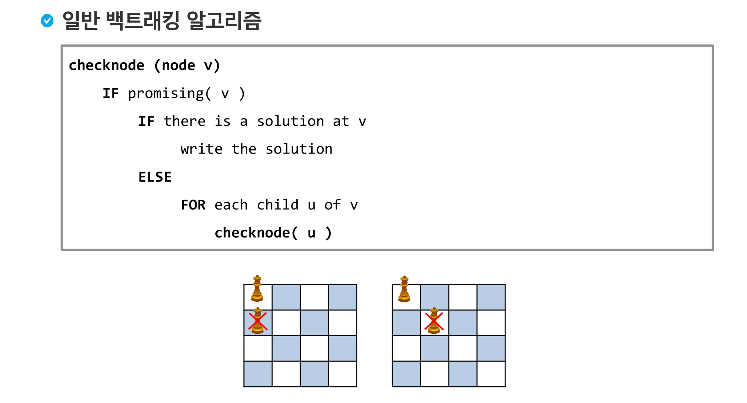 일반 백트래킹 알고리즘
checknode (node v)
IF promising( v )
IF there is a solution at v
write the solution
ELSE
FOR each child u of v
checknode( u )